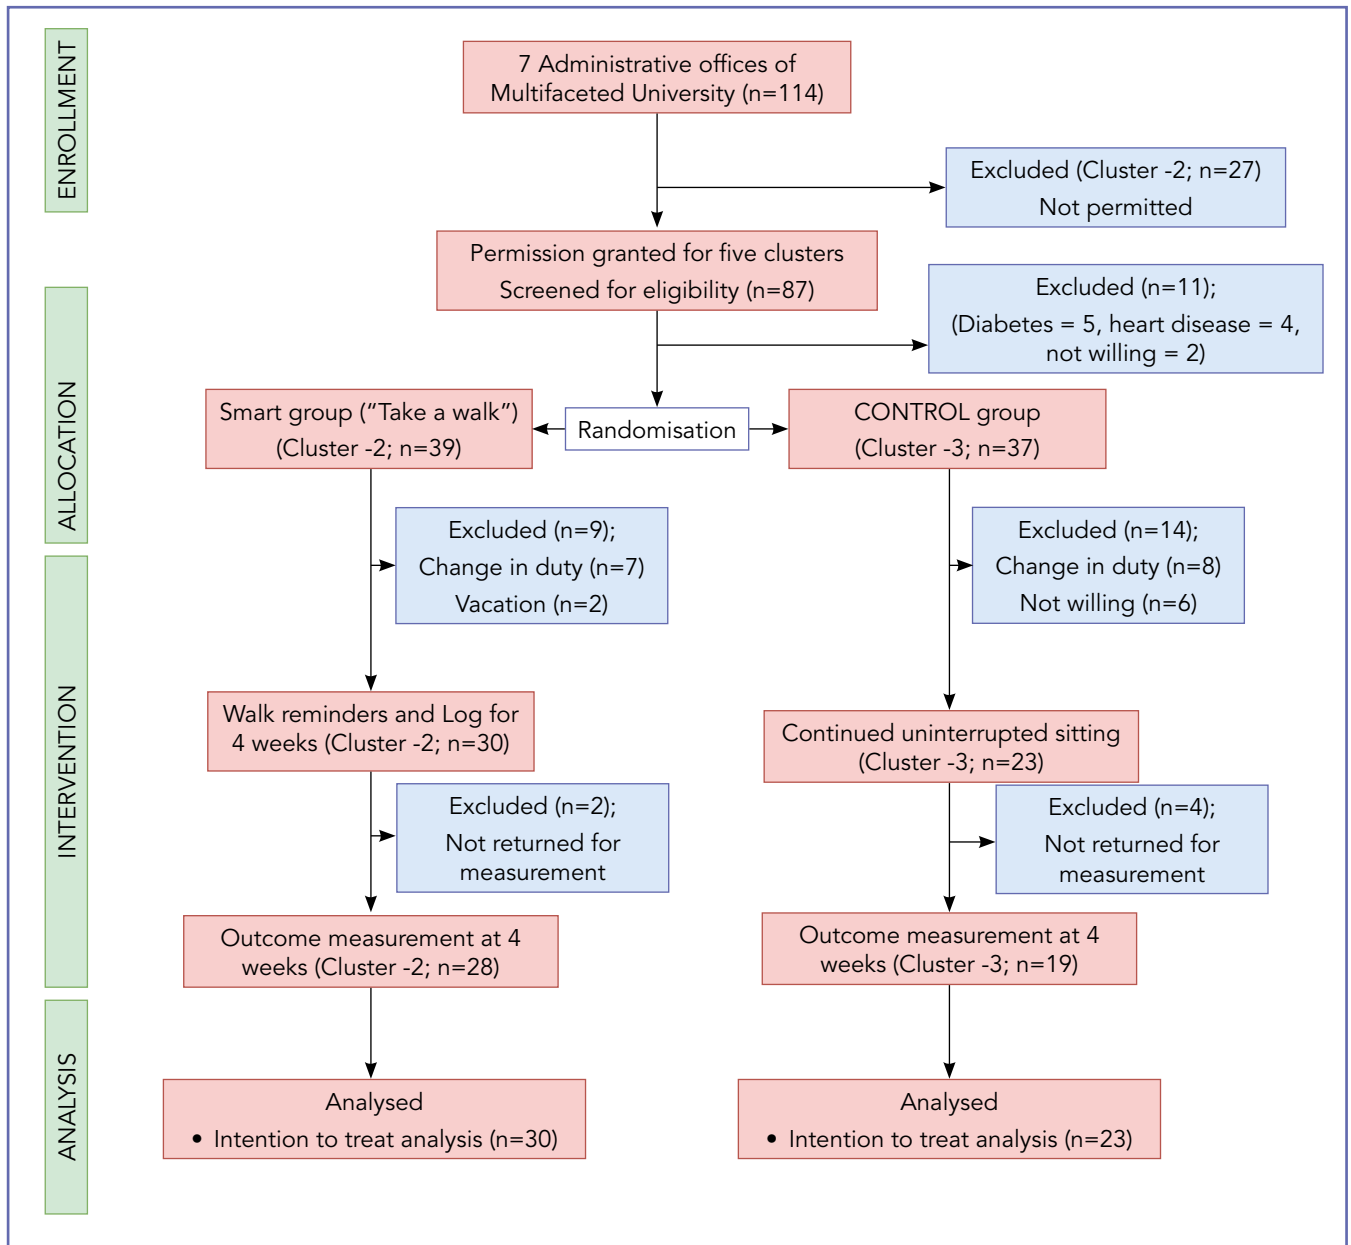 ENROLLMENT
7 Administrative offices of
Multifaceted University (n=114)
Excluded (Cluster -2; n=27)
Not permitted
Permission granted for five clusters
Screened for eligibility (n=87)
Excluded (n=11);
(Diabetes = 5, heart disease = 4,
not willing = 2)
ALLOCATION
Smart group (“Take a walk”)
(Cluster -2; n=39)
Randomisation
CONTROL group
(Cluster -3; n=37)
Excluded (n=9);
Change in duty (n=7)
Vacation (n=2)
Excluded (n=14);
Change in duty (n=8)
Not willing (n=6)
INTERVENTION
Walk reminders and Log for
4 weeks (Cluster -2; n=30)
Continued uninterrupted sitting
(Cluster -3; n=23)
Excluded (n=2);
Not returned for
measurement
Excluded (n=4);
Not returned for
measurement
Outcome measurement at 4
weeks (Cluster -2; n=28)
Outcome measurement at 4
weeks (Cluster -3; n=19)
ANALYSIS
Analysed
• Intention to treat analysis (n=30)
Analysed
• Intention to treat analysis (n=23)